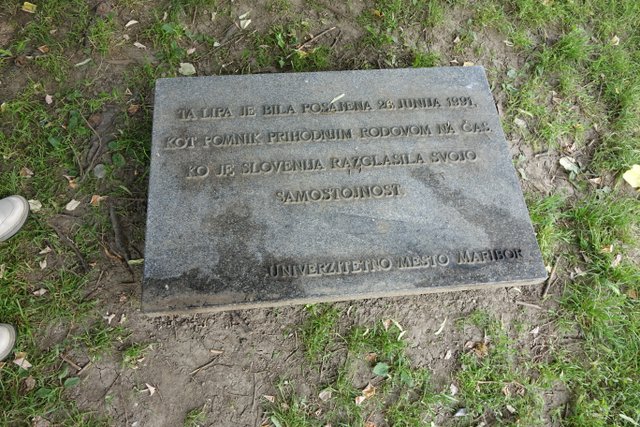 TA LIPA JE BILA POSAJENA 26. JUNIJA 1991.
KOT POMNIK PRIHODNJIM RODOVOM NA ČAS,
KO JE SLOVENIJA RAZGLASILA SVOJO
SAMOSTOJNOST.
UNIVERZITETNO MESTO MARIBOR